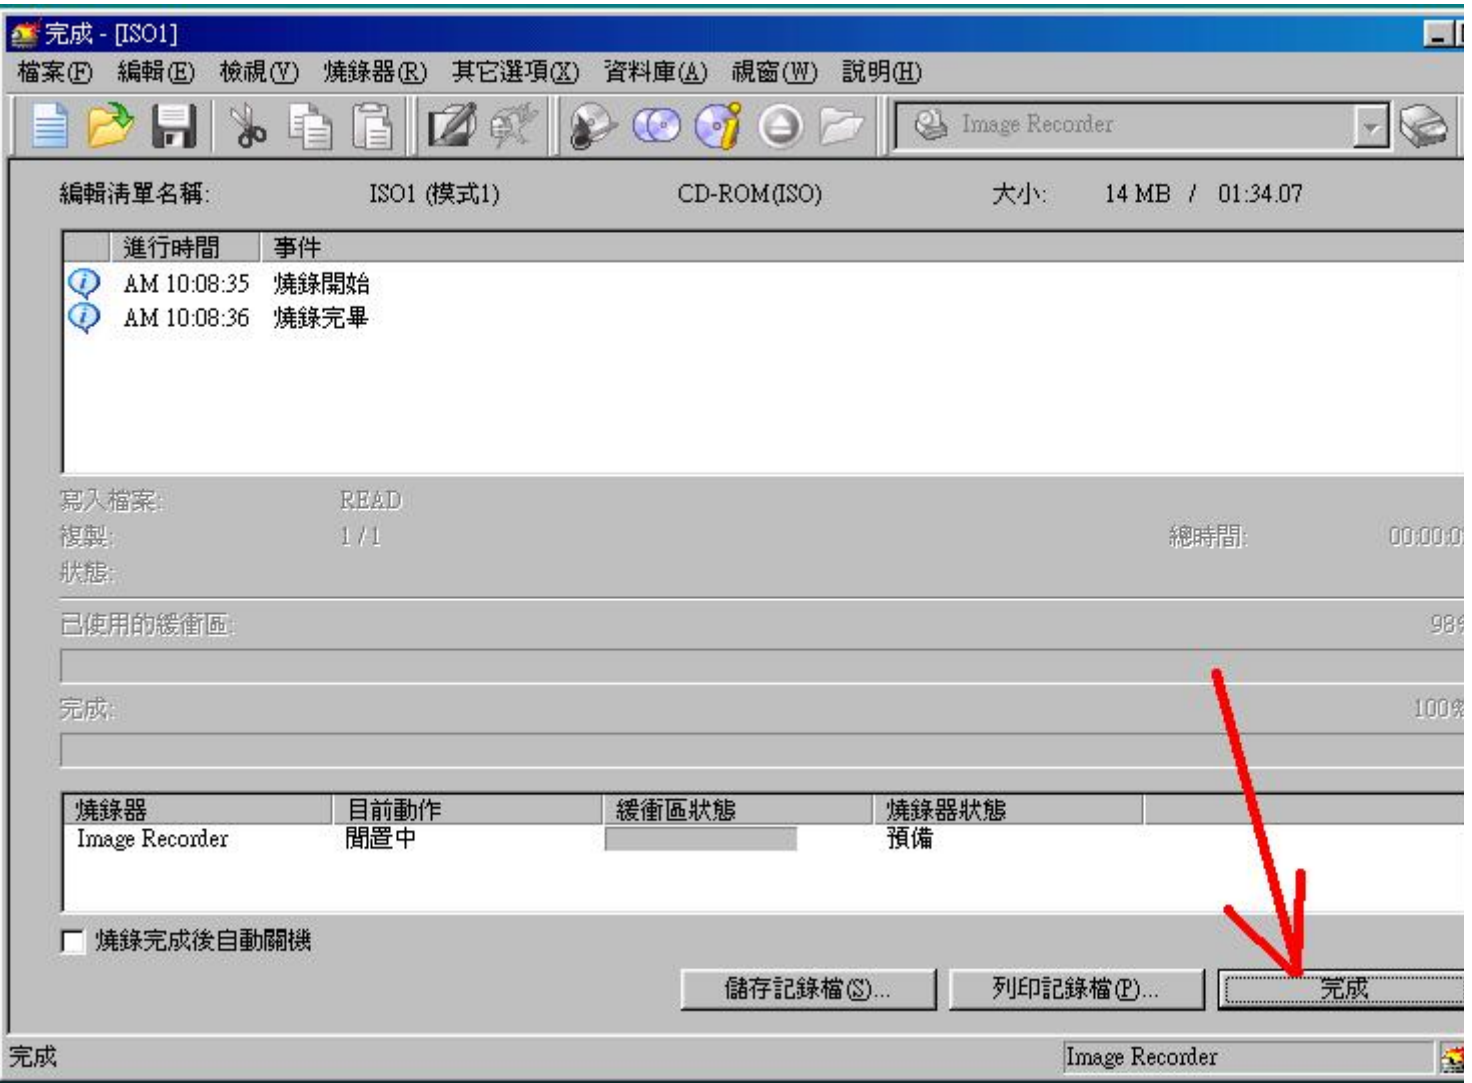 完成 - [ISO1]
檔案(F) 編輯(E) 檢視(V) 燒錄器(R) 其它選項(X) 資料庫(A) 視窗(W) 說明(H)
Image Recorder
編輯清單名稱: ISO1 (模式1) CD-ROM(ISO) 大小: 14 MB / 01:34.07
進行時間 事件
AM 10:08:35 燒錄開始
AM 10:08:36 燒錄完畢
寫入檔案: READ
複製: 1 / 1 總時間: 00:00:0
狀態:
已使用的緩衝區: 98%
完成: 100%
燒錄器 目前動作 緩衝區狀態 燒錄器狀態
Image Recorder 閒置中 預備
燒錄完成後自動關機
儲存記錄檔(S)... 列印記錄檔(P)... 完成
完成 Image Recorder